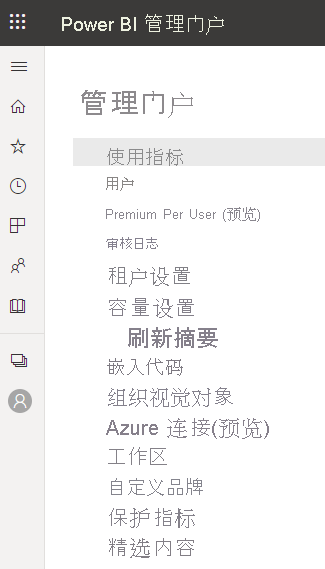 Power BI 管理门户
管理门户
使用指标
用户
Premium Per User (预览)
审核日志
租户设置
容量设置
刷新摘要
嵌入代码
组织视觉对象
Azure 连接(预览)
工作区
自定义品牌
保护指标
精选内容